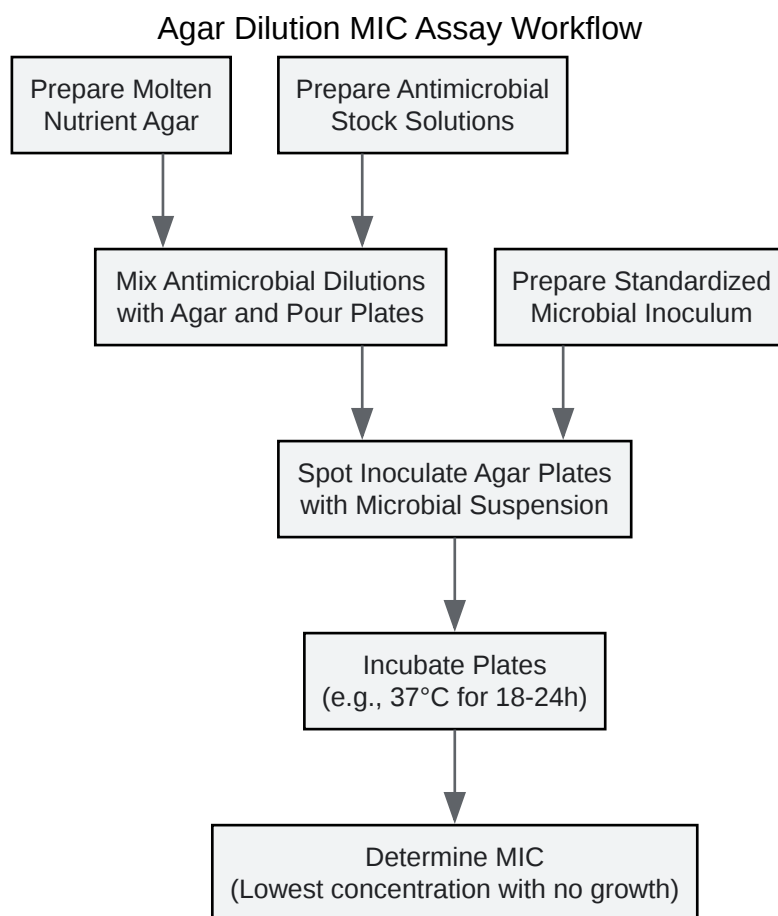 Agar Dilution MIC Assay Workflow
Prepare Molten
Nutrient Agar
Prepare Antimicrobial
Stock Solutions
Mix Antimicrobial Dilutions
with Agar and Pour Plates
Prepare Standardized
Microbial Inoculum
Spot Inoculate Agar Plates
with Microbial Suspension
Incubate Plates
(e.g., 37°C for 18-24h)
Determine MIC
(Lowest concentration with no growth)